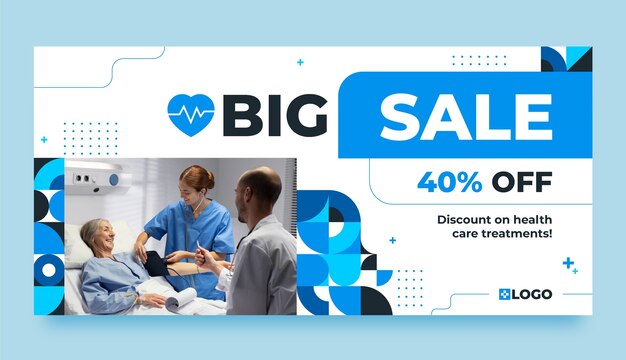 BIG
SALE
40% OFF
Discount on health
care treatments!
LOGO